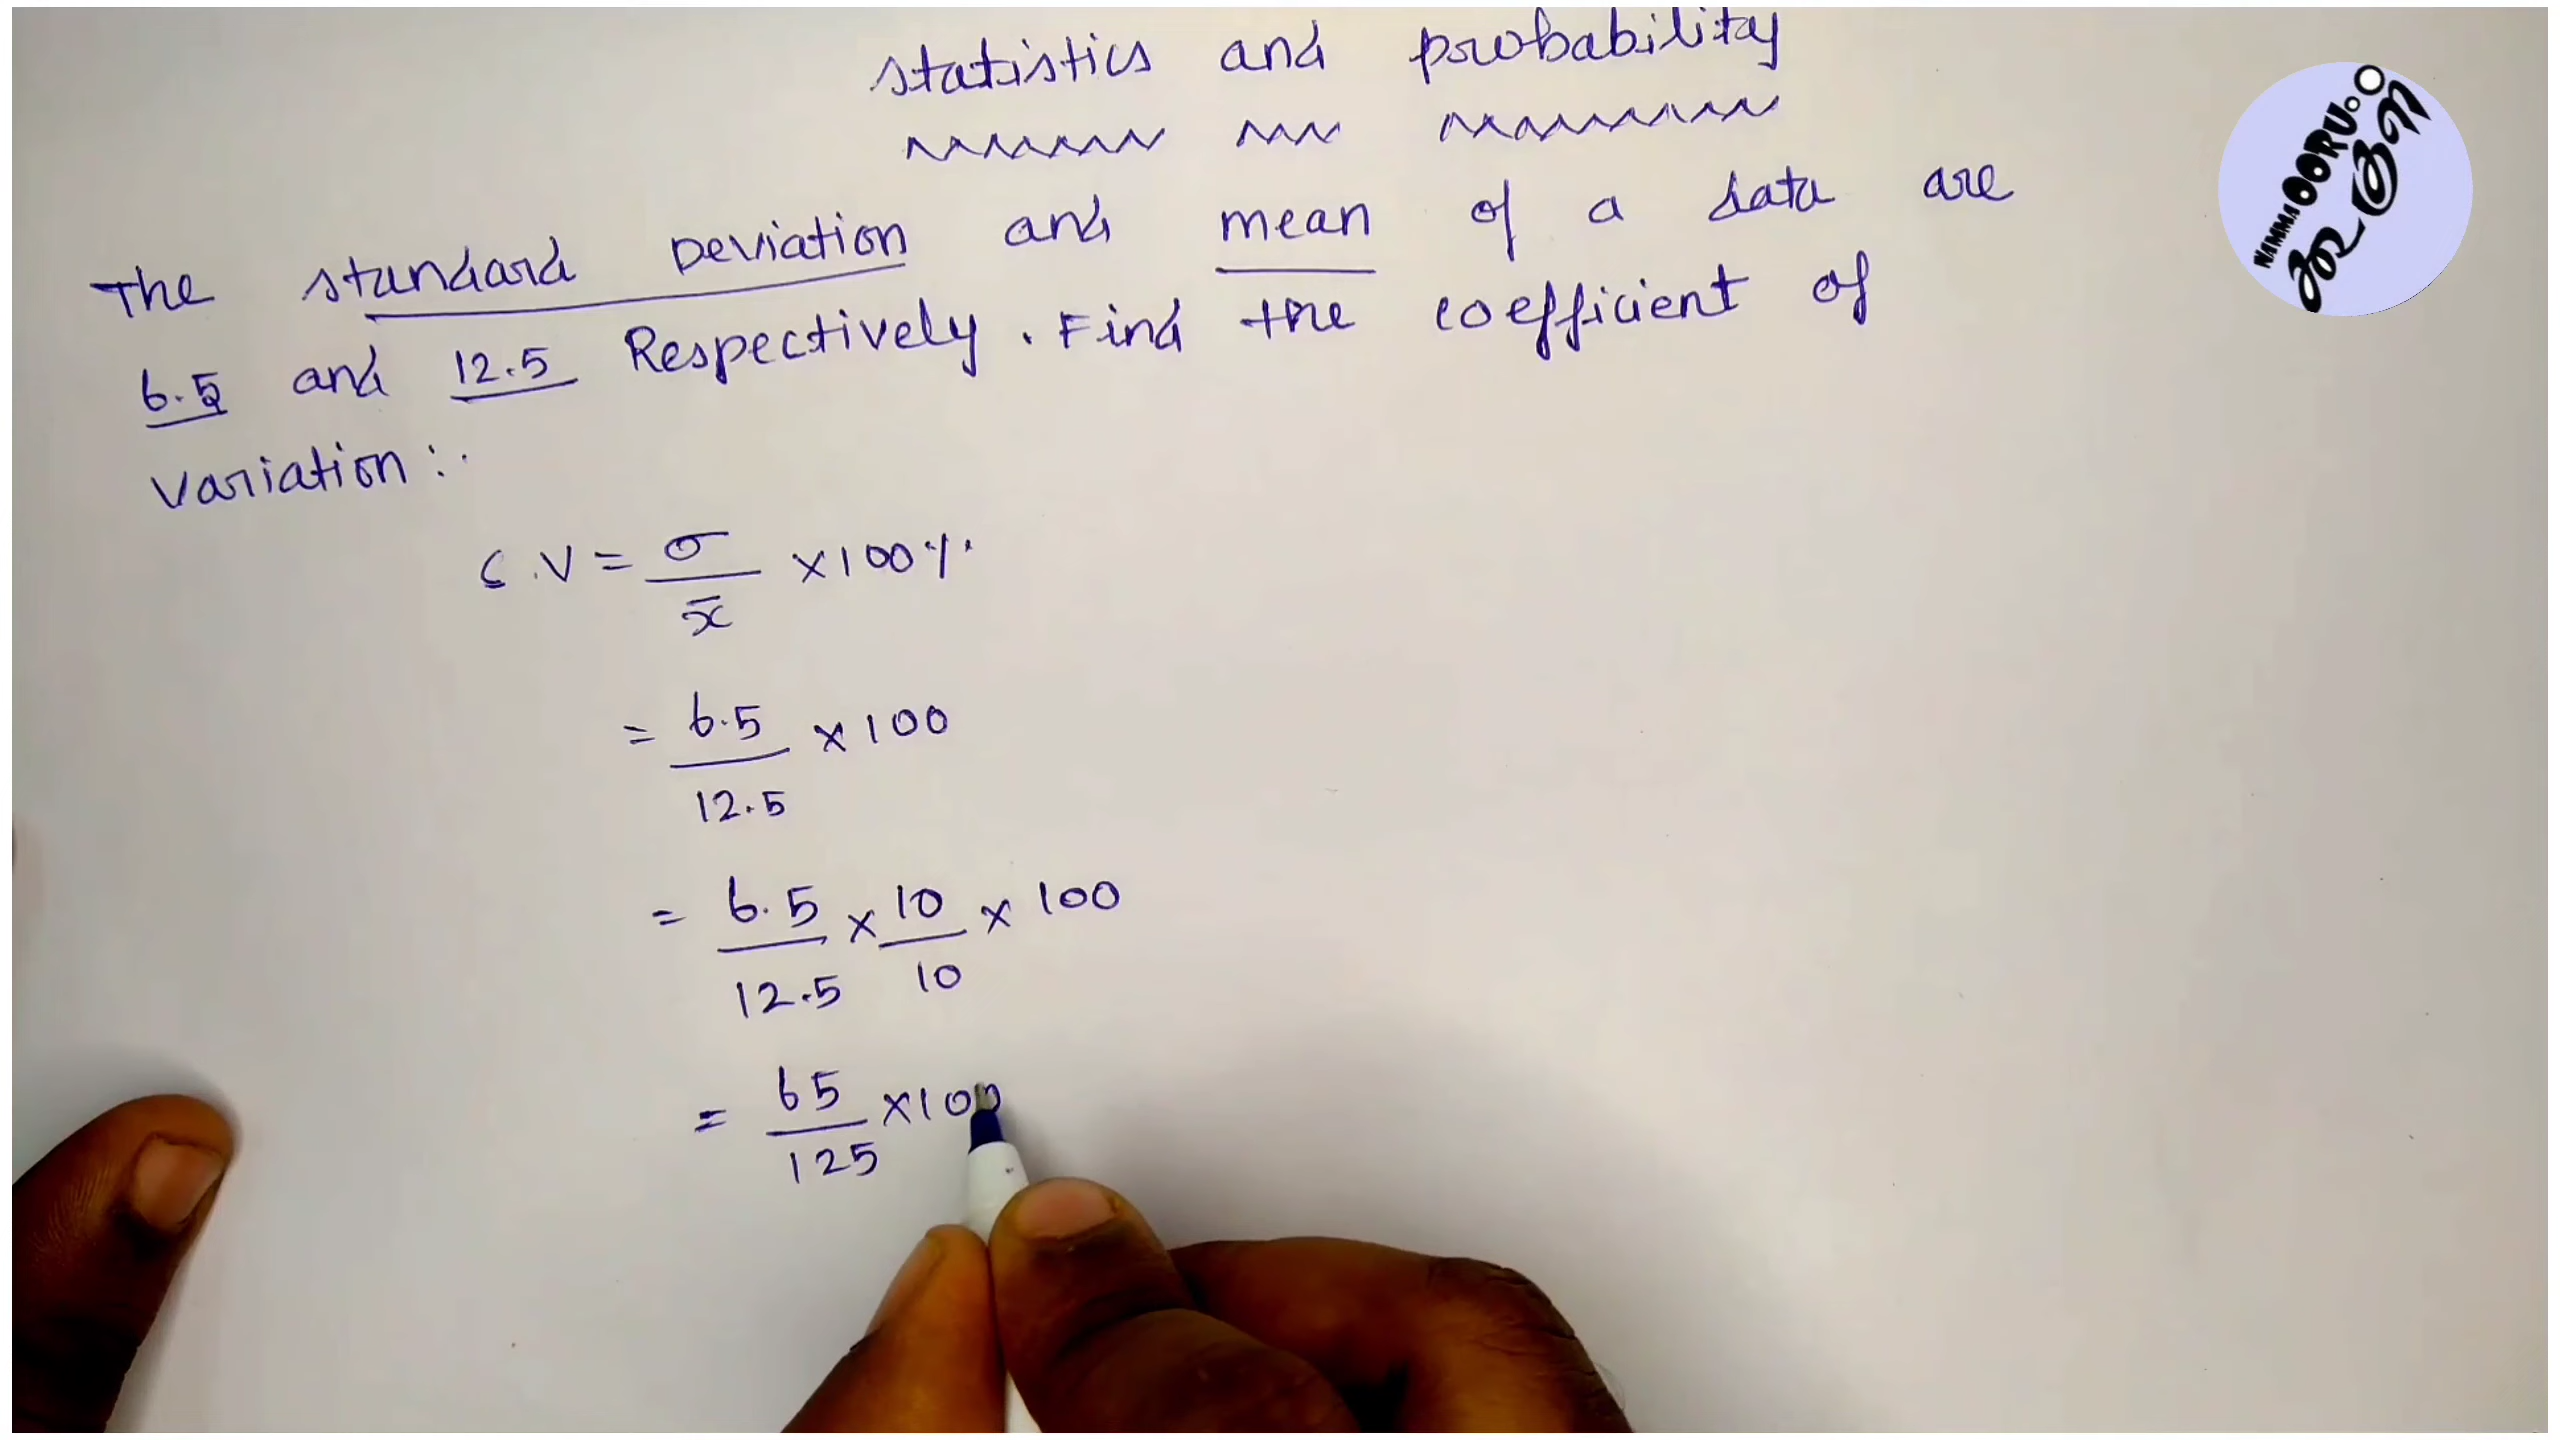 statistics and probability
The standard Deviation and mean of a data are
6.5 and 12.5 Respectively. Find the coefficient of
variation:.
C.V = σ/x̄ ×100%
= 6.5/12.5 ×100
= 6.5/12.5 × 10/10 × 100
= 65/125 ×100
NAMMA OORU